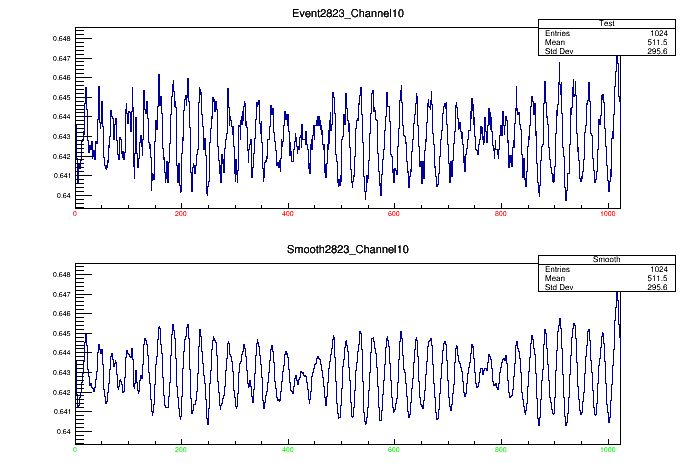 Event2823_Channel10
Test
Entries 1024
Mean 511.5
Std Dev 295.6
0.648
0.647
0.646
0.645
0.644
0.643
0.642
0.641
0.64
0 200 400 600 800 1000
Smooth2823_Channel10
Smooth
Entries 1024
Mean 511.5
Std Dev 295.6
0.648
0.647
0.646
0.645
0.644
0.643
0.642
0.641
0.64
0 200 400 600 800 1000